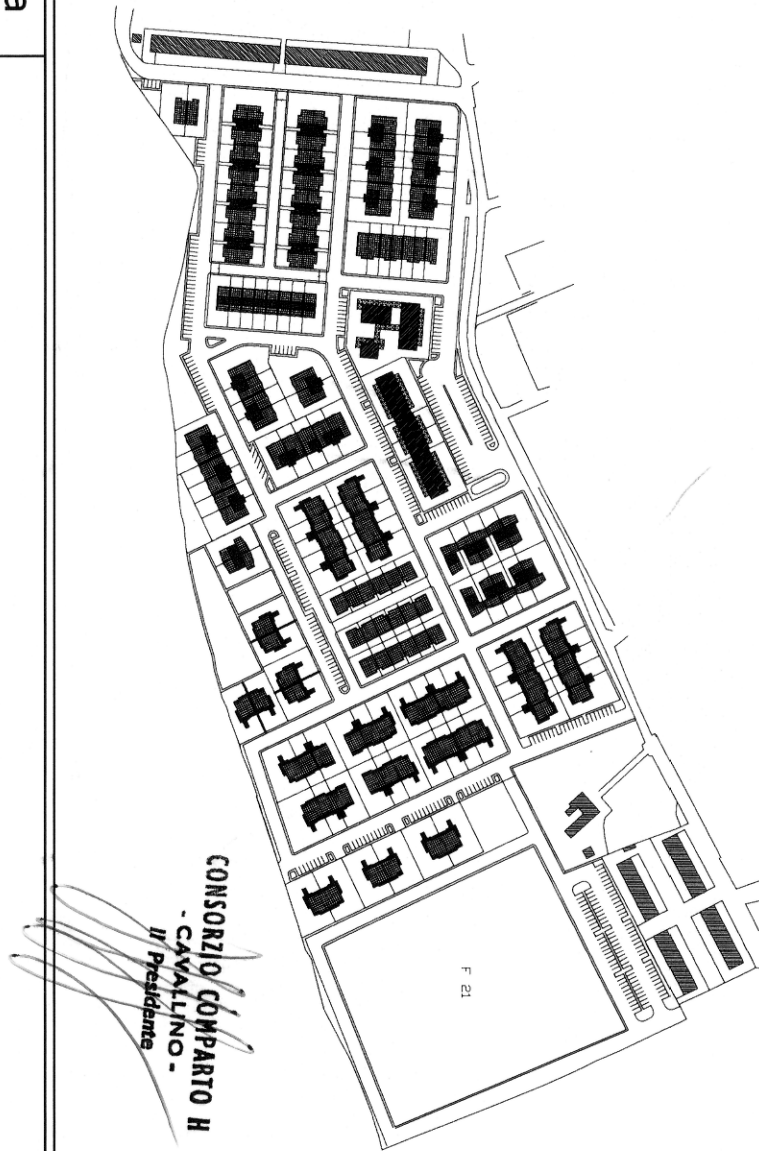 a
F 21
CONSORZIO COMPARTO H
- CAVALLINO -
Il Presidente